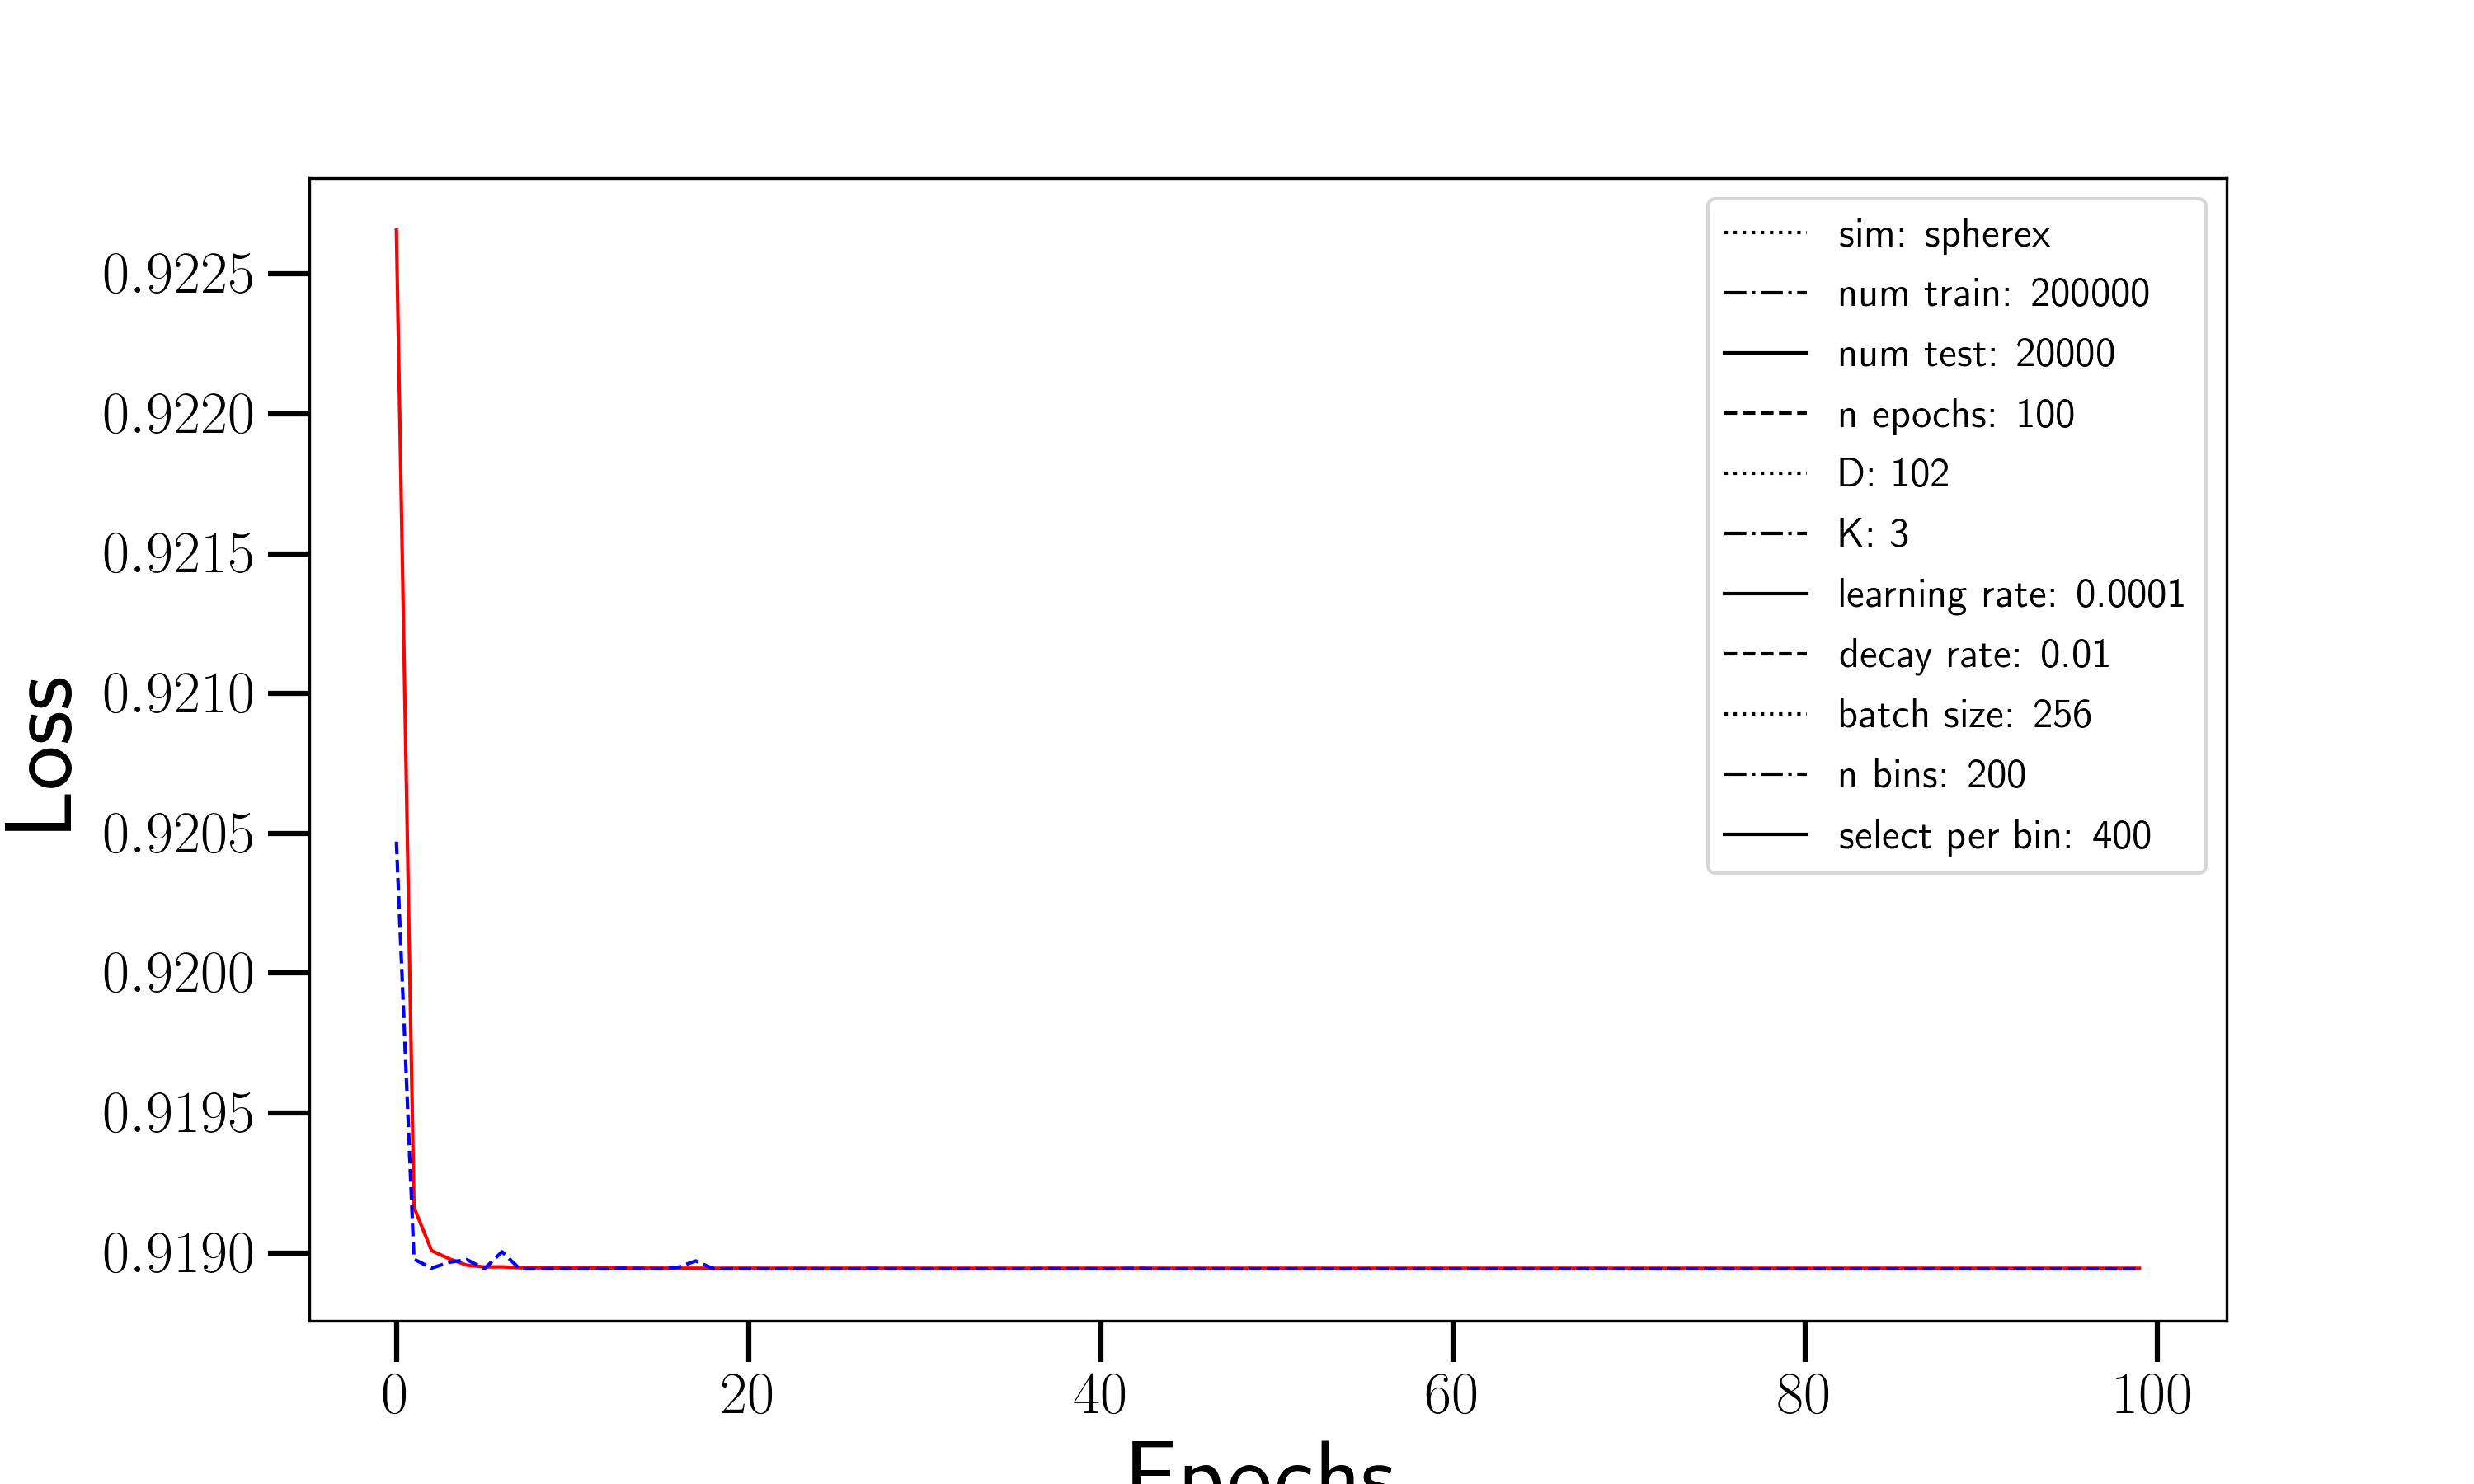 0.9225
0.9220
0.9215
0.9210
0.9205
0.9200
0.9195
0.9190
Loss
sim: spherex
num train: 200000
num test: 20000
n epochs: 100
D: 102
K: 3
learning rate: 0.0001
decay rate: 0.01
batch size: 256
n bins: 200
select per bin: 400
0 20 40 60 80 100
Epochs